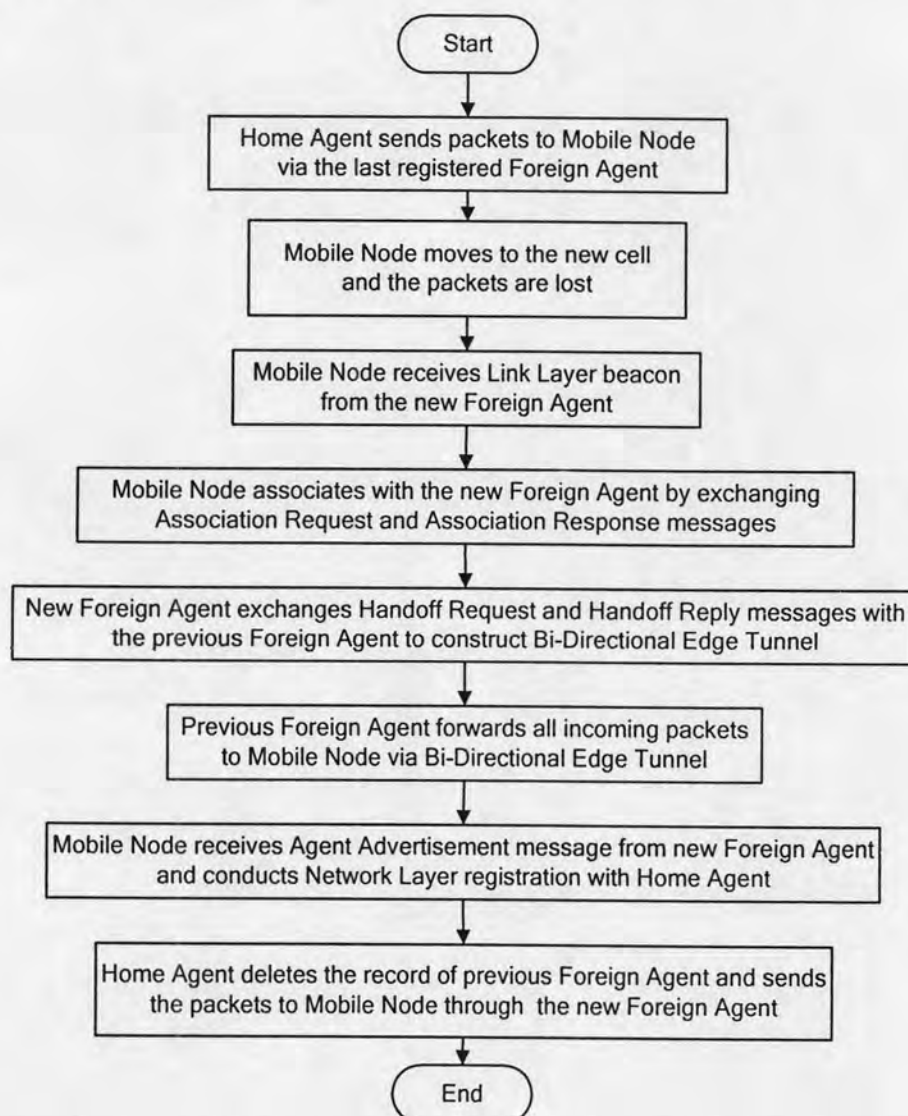 Start
Home Agent sends packets to Mobile Node
via the last registered Foreign Agent
Mobile Node moves to the new cell
and the packets are lost
Mobile Node receives Link Layer beacon
from the new Foreign Agent
Mobile Node associates with the new Foreign Agent by exchanging
Association Request and Association Response messages
New Foreign Agent exchanges Handoff Request and Handoff Reply messages with
the previous Foreign Agent to construct Bi-Directional Edge Tunnel
Previous Foreign Agent forwards all incoming packets
to Mobile Node via Bi-Directional Edge Tunnel
Mobile Node receives Agent Advertisement message from new Foreign Agent
and conducts Network Layer registration with Home Agent
Home Agent deletes the record of previous Foreign Agent and sends
the packets to Mobile Node through the new Foreign Agent
End